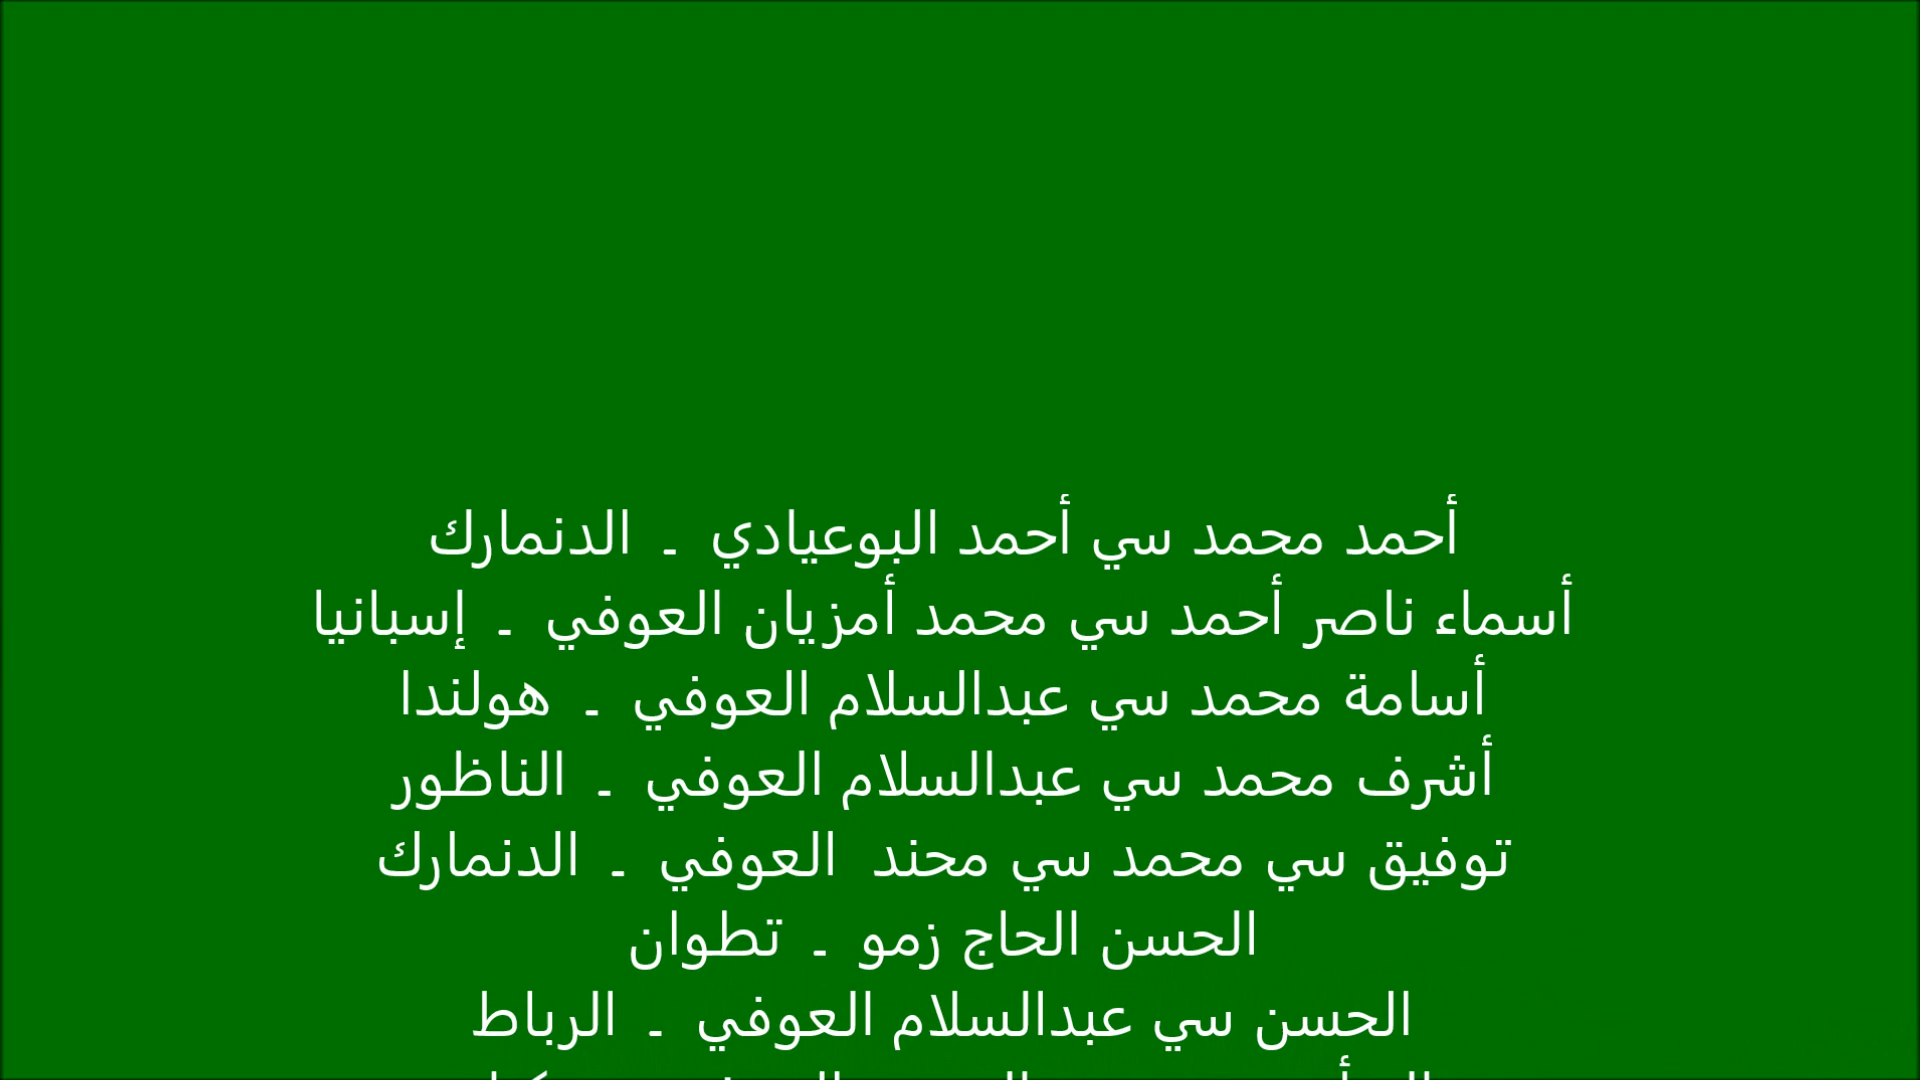 أحمد محمد سي أحمد البوعيادي ـ الدنمارك
أسماء ناصر أحمد سي محمد أمزيان العوفي ـ إسبانيا
أسامة محمد سي عبدالسلام العوفي ـ هولندا
أشرف محمد سي عبدالسلام العوفي ـ الناظور
توفيق سي محمد سي محند العوفي ـ الدنمارك
الحسن الحاج زمو ـ تطوان
الحسن سي عبدالسلام العوفي ـ الرباط